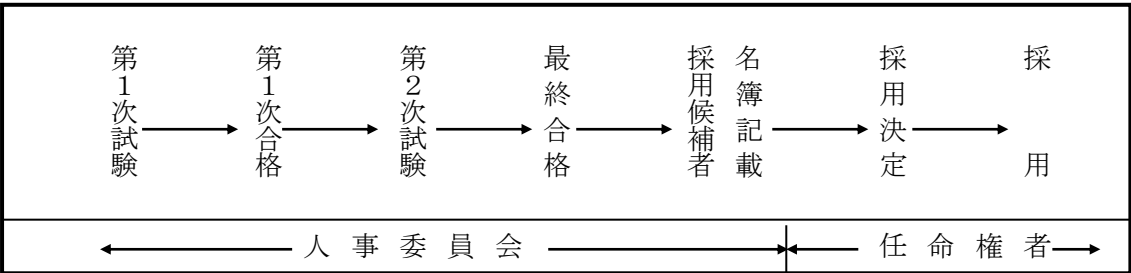 第１次試験
第１次合格
第２次試験
最終合格
採用候補者
名簿記載
採用決定
採用
人事委員会
任命権者